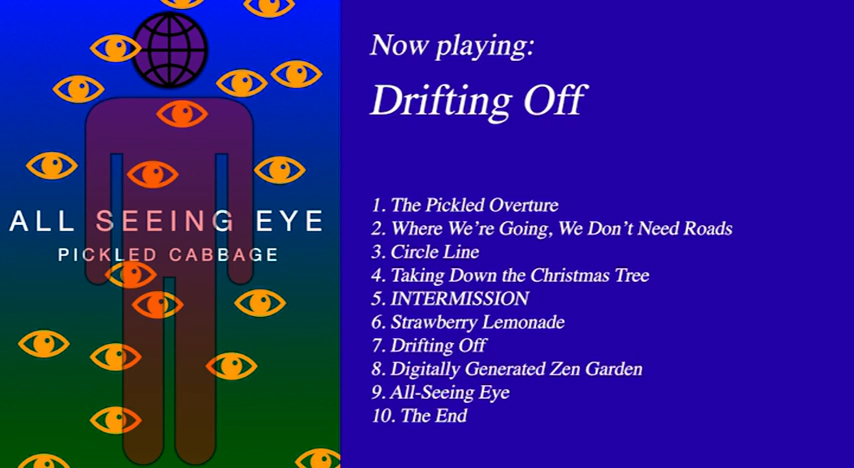 ALL SEEING EYE
PICKLED CABBAGE
Now playing:
Drifting Off
1. The Pickled Overture
2. Where We're Going, We Don't Need Roads
3. Circle Line
4. Taking Down the Christmas Tree
5. INTERMISSION
6. Strawberry Lemonade
7. Drifting Off
8. Digitally Generated Zen Garden
9. All-Seeing Eye
10. The End